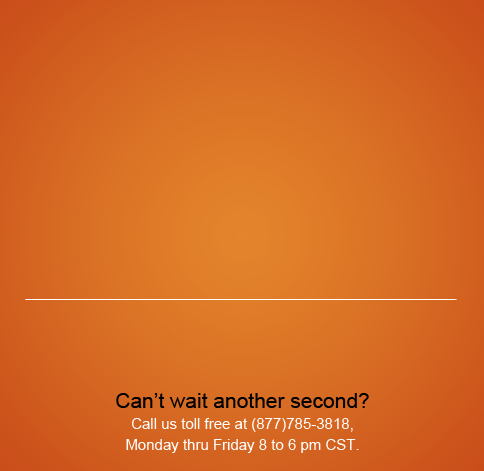 Can't wait another second?
Call us toll free at (877)785-3818,
Monday thru Friday 8 to 6 pm CST.